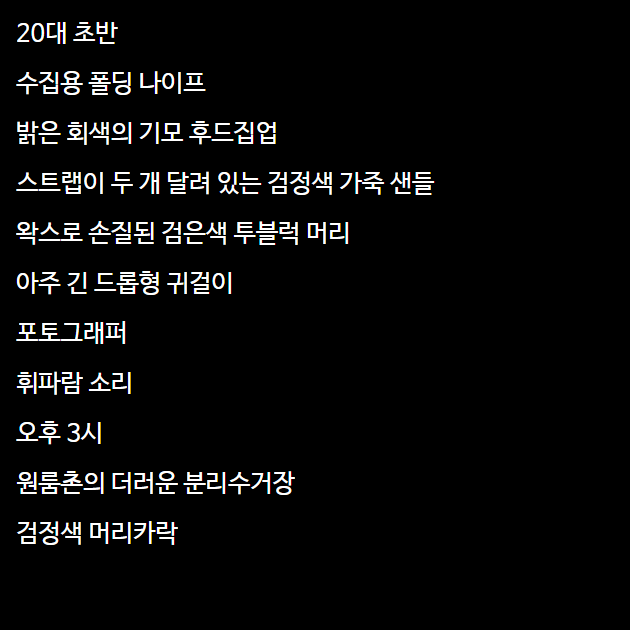 20대 초반
수집용 폴딩 나이프
밝은 회색의 기모 후드집업
스트랩이 두 개 달려 있는 검정색 가죽 샌들
왁스로 손질된 검은색 투블럭 머리
아주 긴 드롭형 귀걸이
포토그래퍼
휘파람 소리
오후 3시
원룸촌의 더러운 분리수거장
검정색 머리카락